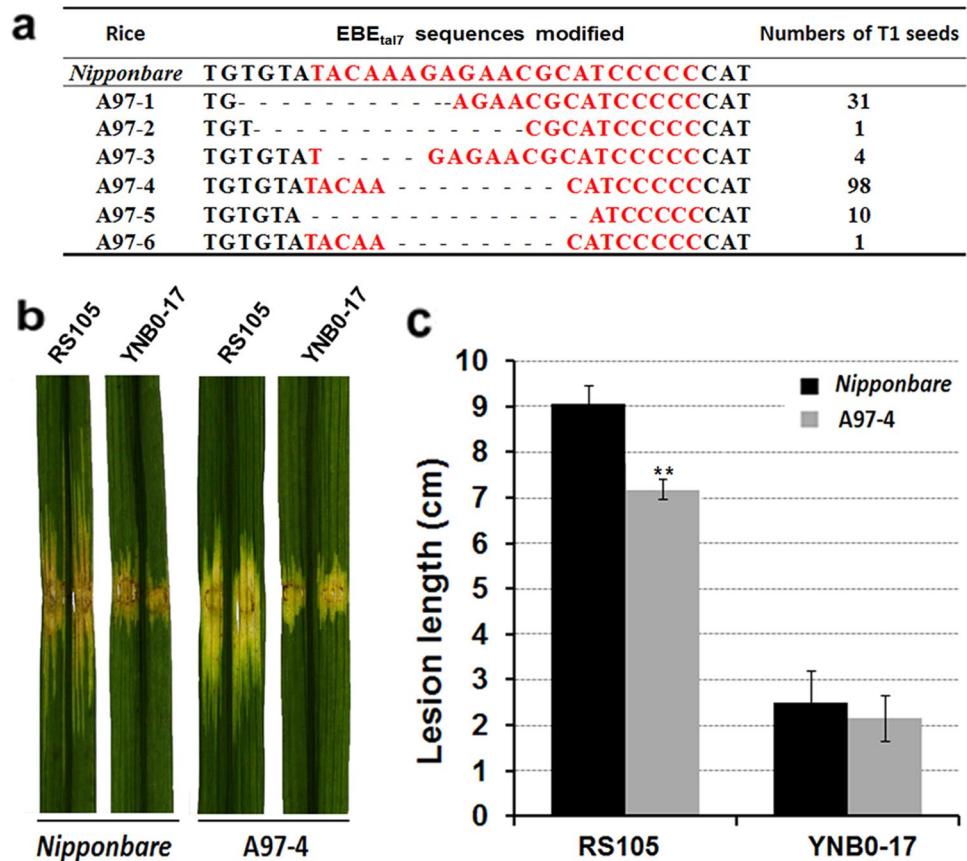 a
Rice EBEtal7 sequences modified Numbers of T1 seeds
Nipponbare TGTGTATACAAAGAGAACGCATCCCCCCAT
A97-1 TG- - - - - - - - - - --AGAACGCATCCCCCCAT 31
A97-2 TGT- - - - - - - - - - - - - - -CGCATCCCCCCAT 1
A97-3 TGTGTAT - - - - GAGAACGCATCCCCCCAT 4
A97-4 TGTGTATACAA - - - - - - - - CATCCCCCCAT 98
A97-5 TGTGTA - - - - - - - - - - - - - - ATCCCCCCAT 10
A97-6 TGTGTATACAA - - - - - - - - CATCCCCCCAT 1
b
RS105 YNB0-17 RS105 YNB0-17
Nipponbare A97-4
c
Lesion length (cm)
10
9
8
7
6
5
4
3
2
1
0
Nipponbare
A97-4
**
RS105 YNB0-17